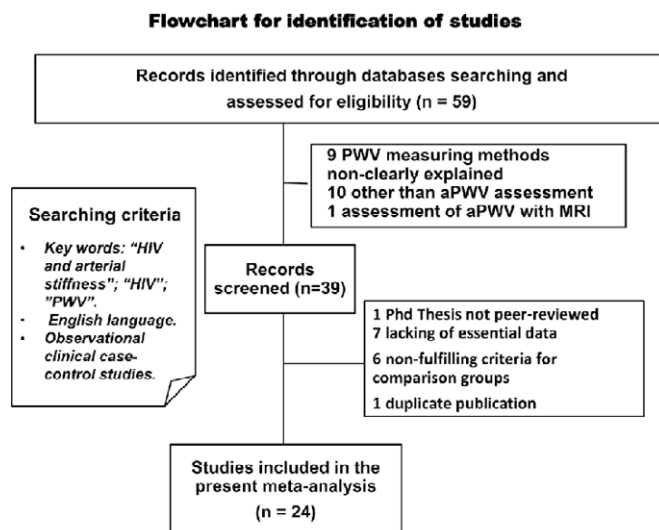 Flowchart for identification of studies
Records identified through databases searching and
assessed for eligibility (n = 59)
9 PWV measuring methods
non-clearly explained
10 other than aPWV assessment
1 assessment of aPWV with MRI
Searching criteria
• Key words: “HIV
and arterial
stiffness”; “HIV”;
”PWV”.
- English language.
• Observational
clinical case-
control studies.
Records
screened (n=39)
1 Phd Thesis not peer-reviewed
7 lacking of essential data
6 non-fulfilling criteria for
comparison groups
1 duplicate publication
Studies included in the
present meta-analysis
(n = 24)